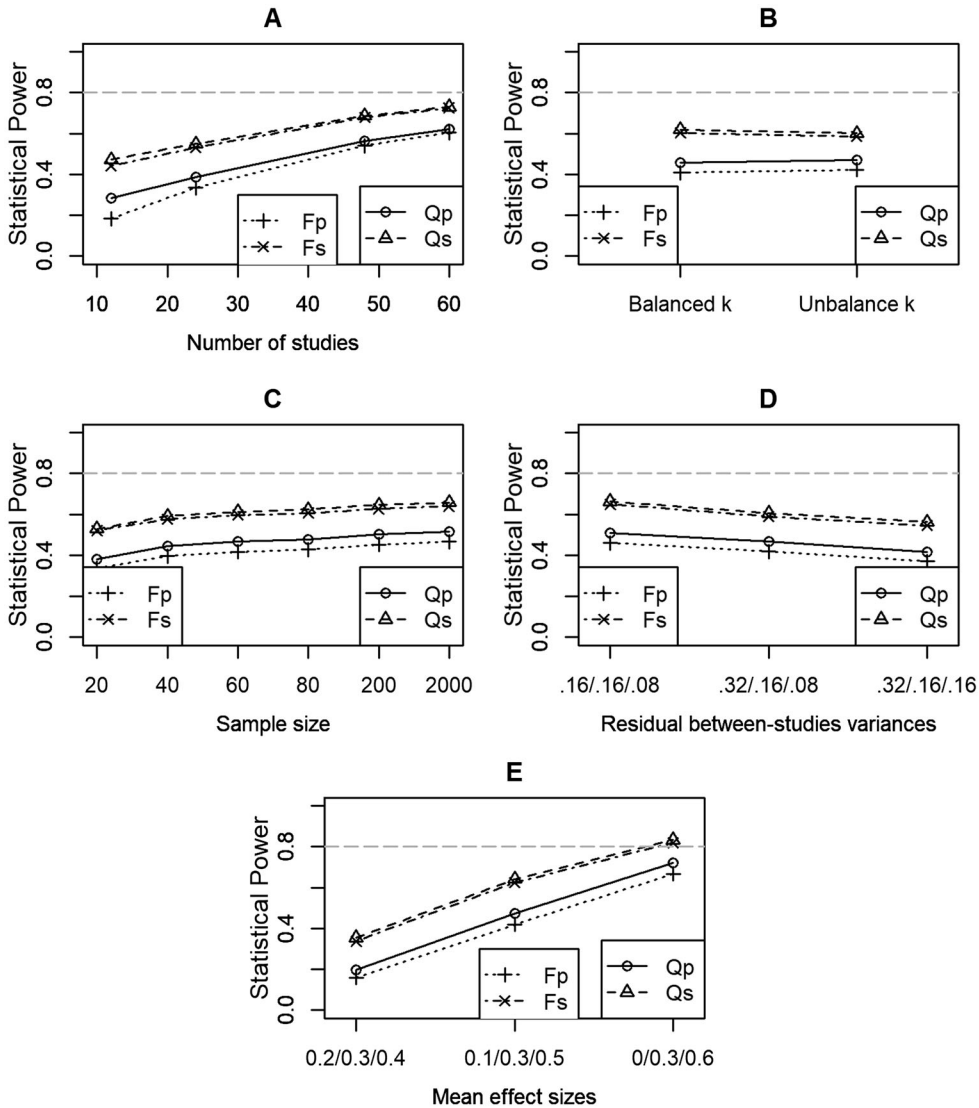 A
Statistical Power
0.0 0.4 0.8
Fp
Fs
Qp
Qs
10 20 30 40 50 60
Number of studies
B
Statistical Power
0.0 0.4 0.8
Fp
Fs
Qp
Qs
Balanced k Unbalance k
C
Statistical Power
0.0 0.4 0.8
Fp
Fs
Qp
Qs
20 40 60 80 200 2000
Sample size
D
Statistical Power
0.0 0.4 0.8
Fp
Fs
Qp
Qs
.16/.16/.08 .32/.16/.08 .32/.16/.16
Residual between-studies variances
E
Statistical Power
0.0 0.4 0.8
Fp
Fs
Qp
Qs
0.2/0.3/0.4 0.1/0.3/0.5 0/0.3/0.6
Mean effect sizes